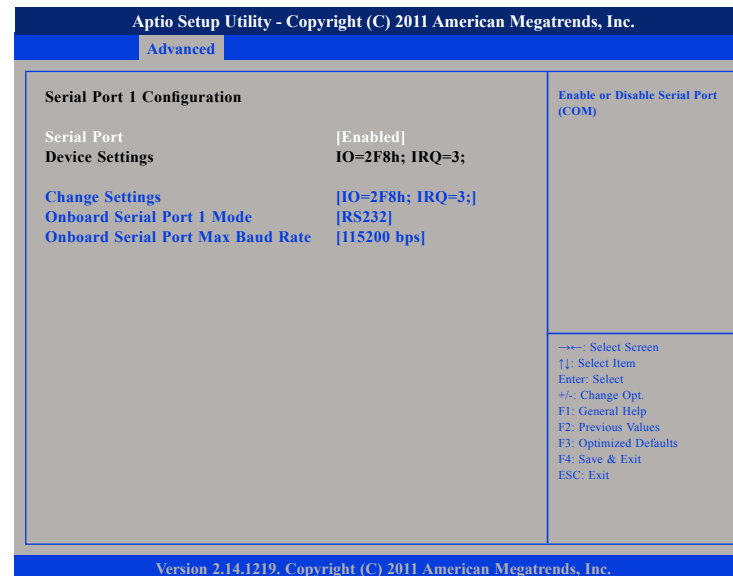 Aptio Setup Utility - Copyright (C) 2011 American Megatrends, Inc.
Advanced
Serial Port 1 Configuration
Serial Port [Enabled]
Device Settings IO=2F8h; IRQ=3;
Change Settings [IO=2F8h; IRQ=3;]
Onboard Serial Port 1 Mode [RS232]
Onboard Serial Port Max Baud Rate [115200 bps]
Enable or Disable Serial Port
(COM)
→←: Select Screen
↑↓: Select Item
Enter: Select
+/-: Change Opt.
F1: General Help
F2: Previous Values
F3: Optimized Defaults
F4: Save & Exit
ESC: Exit
Version 2.14.1219. Copyright (C) 2011 American Megatrends, Inc.